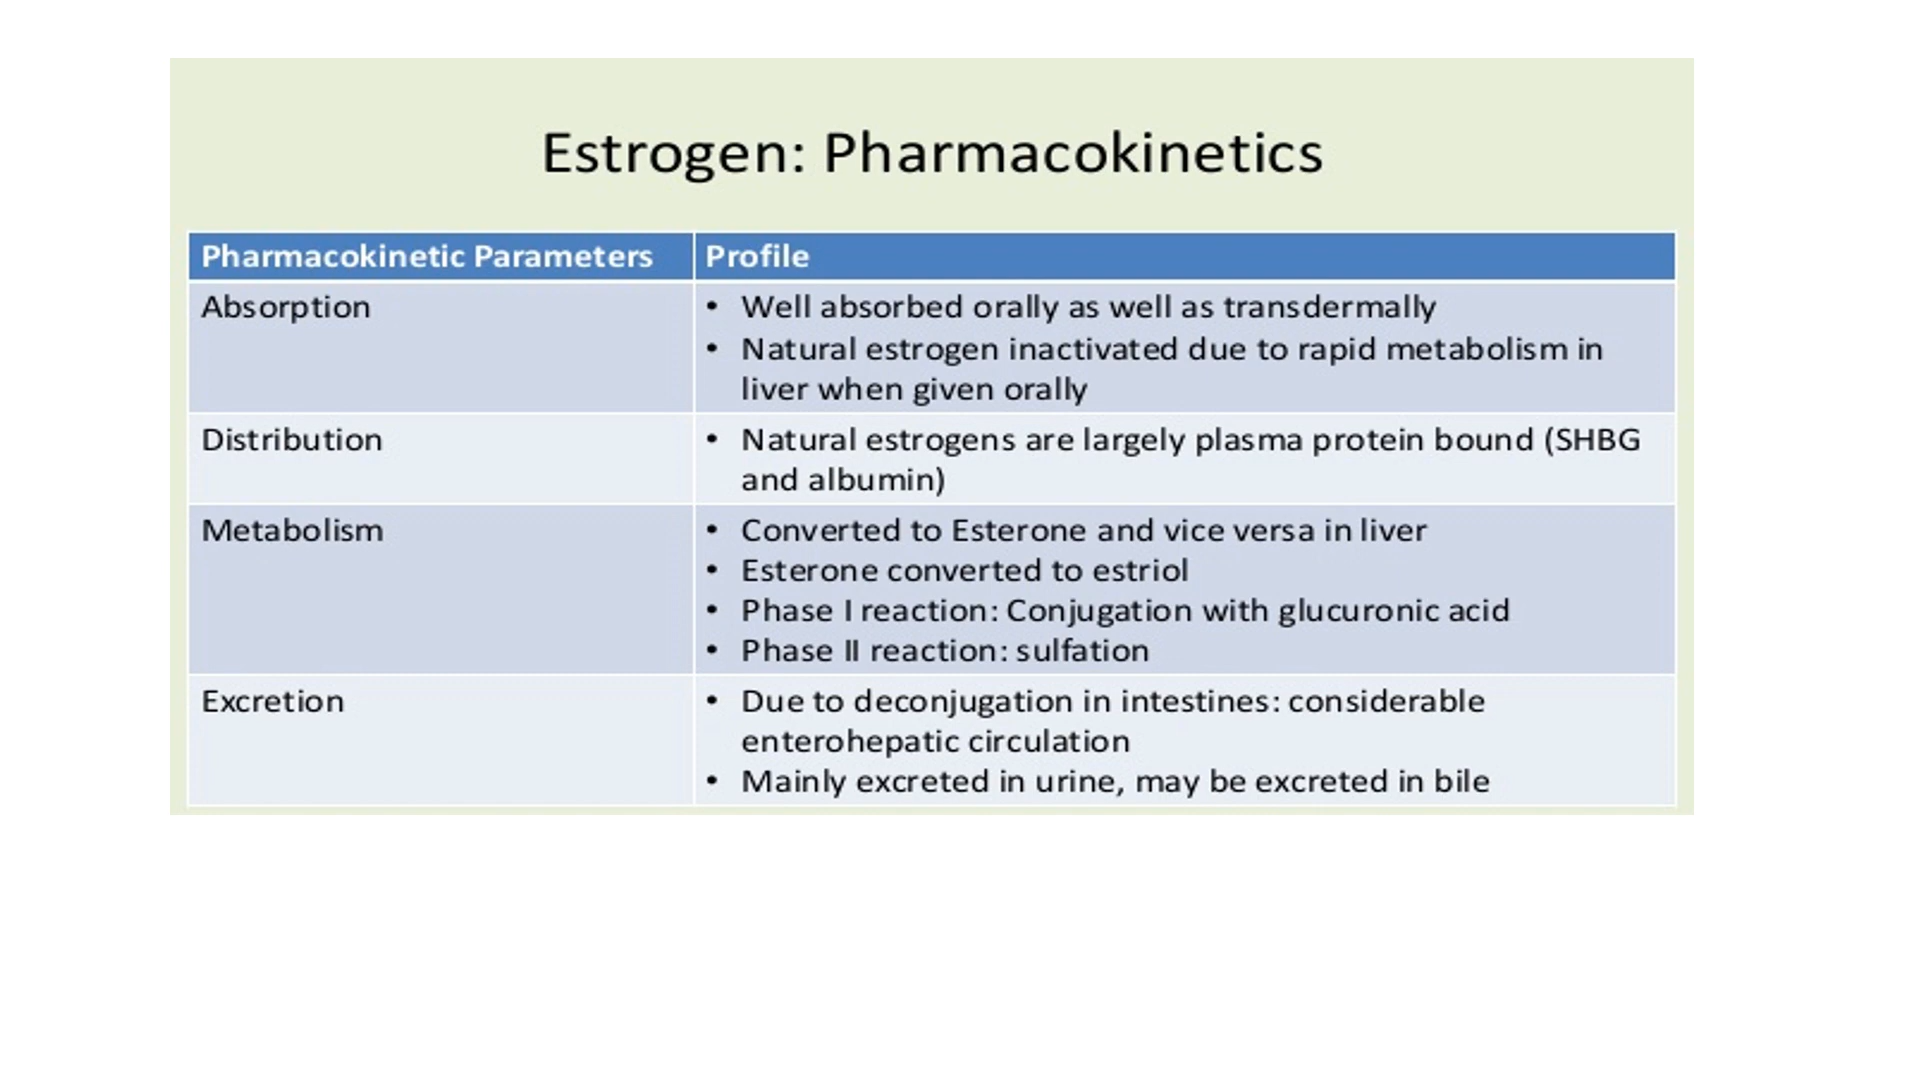 Estrogen: Pharmacokinetics
Pharmacokinetic Parameters
Profile
Absorption
• Well absorbed orally as well as transdermally
• Natural estrogen inactivated due to rapid metabolism in
liver when given orally
Distribution
• Natural estrogens are largely plasma protein bound (SHBG
and albumin)
Metabolism
• Converted to Esterone and vice versa in liver
• Esterone converted to estriol
• Phase I reaction: Conjugation with glucuronic acid
• Phase II reaction: sulfation
Excretion
• Due to deconjugation in intestines: considerable
enterohepatic circulation
• Mainly excreted in urine, may be excreted in bile